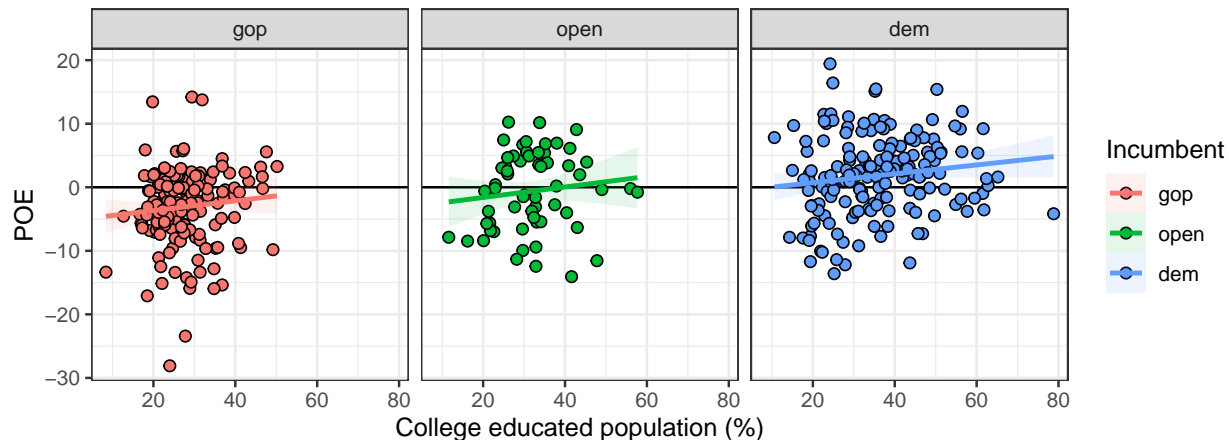 gop open dem
POE
20
10
0
−10
−20
−30
20 40 60 80 20 40 60 80 20 40 60 80
College educated population (%)
Incumbent
gop
open
dem